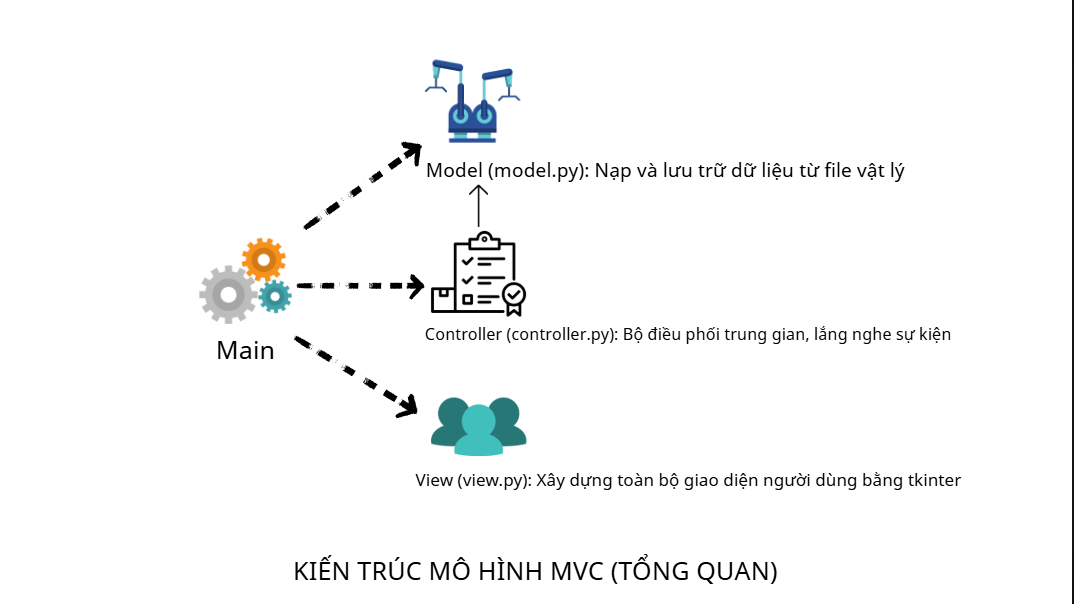 Model (model.py): Nạp và lưu trữ dữ liệu từ file vật lý
Controller (controller.py): Bộ điều phối trung gian, lắng nghe sự kiện
Main
View (view.py): Xây dựng toàn bộ giao diện người dùng bằng tkinter
KIẾN TRÚC MÔ HÌNH MVC (TỔNG QUAN)